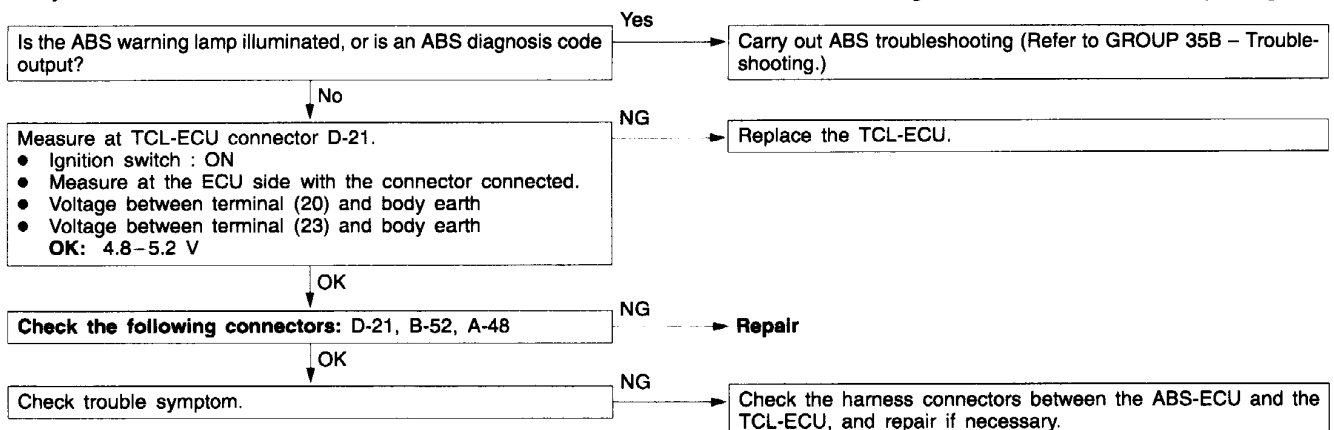 Yes
Is the ABS warning lamp illuminated, or is an ABS diagnosis code
output?
Carry out ABS troubleshooting (Refer to GROUP 35B – Trouble-
shooting.)
No
Measure at TCL-ECU connector D-21.
● Ignition switch : ON
● Measure at the ECU side with the connector connected.
● Voltage between terminal (20) and body earth
● Voltage between terminal (23) and body earth
OK: 4.8–5.2 V
NG
Replace the TCL-ECU.
OK
Check the following connectors: D-21, B-52, A-48
NG
Repair
OK
Check trouble symptom.
NG
Check the harness connectors between the ABS-ECU and the
TCL-ECU, and repair if necessary.